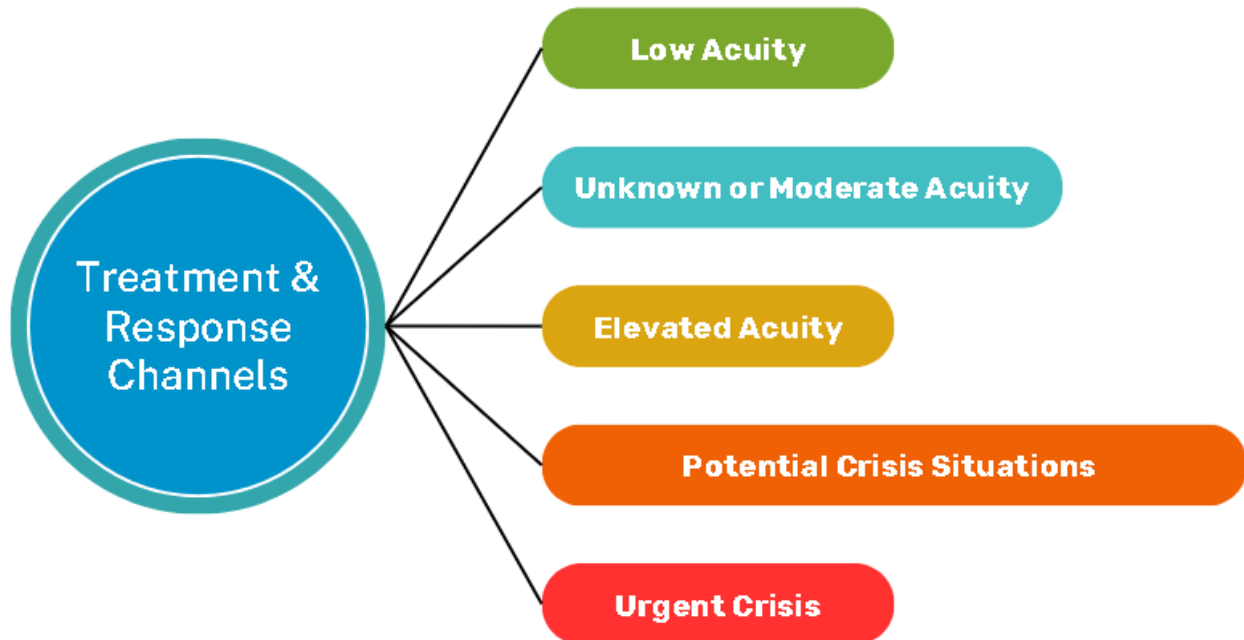 Treatment &
Response
Channels
Low Acuity
Unknown or Moderate Acuity
Elevated Acuity
Potential Crisis Situations
Urgent Crisis